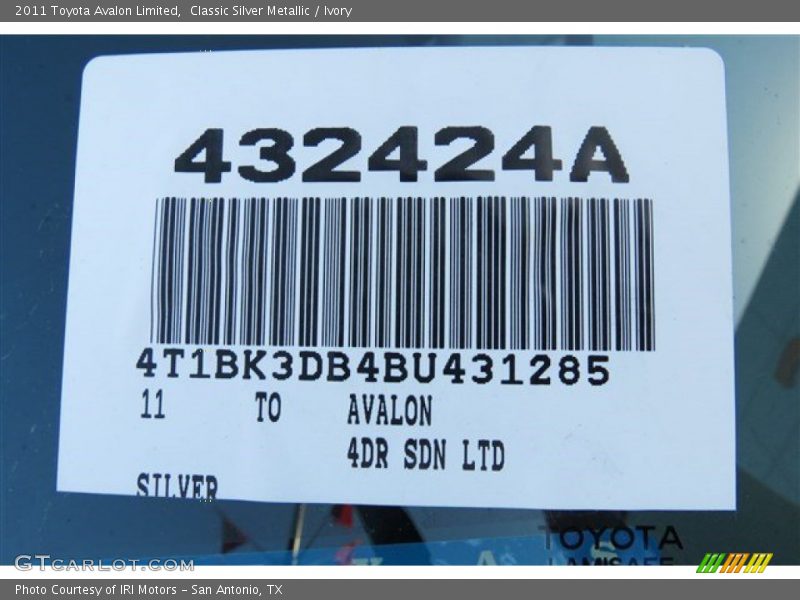 2011 Toyota Avalon Limited, Classic Silver Metallic / Ivory
432424A
4T1BK3DB4BU431285
11 TO AVALON
4DR SDN LTD
SILVER
TOYOTA
LAMISAFE
GTcarlot.com
Photo Courtesy of IRI Motors – San Antonio, TX